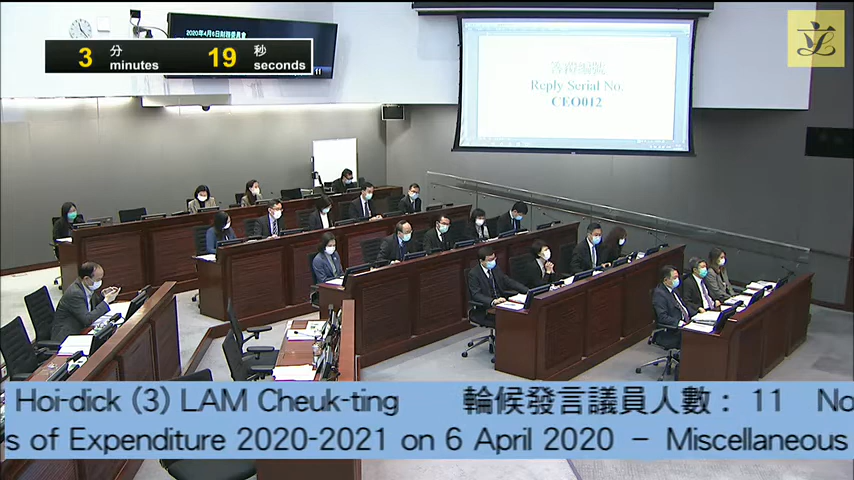 2020年4月6日財務委員會
3 分 minutes 19 秒 seconds
11
答覆編號
Reply Serial No.
CEO012
Hoi-dick (3) LAM Cheuk-ting 輪候發言議員人數： 11 No
s of Expenditure 2020-2021 on 6 April 2020 – Miscellaneous